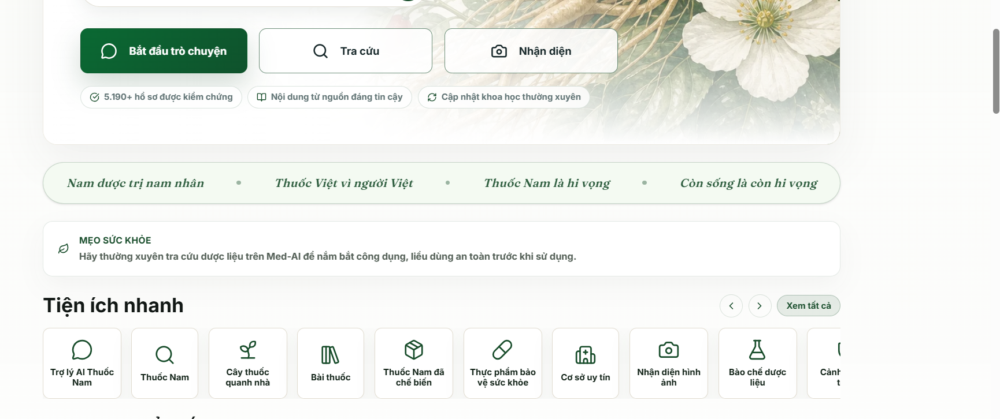 Bắt đầu trò chuyện
Tra cứu
Nhận diện
5.190+ hồ sơ được kiểm chứng
Nội dung từ nguồn đáng tin cậy
Cập nhật khoa học thường xuyên
Nam dược trị nam nhân
Thuốc Việt vì người Việt
Thuốc Nam là hi vọng
Còn sống là còn hi vọng
MẸO SỨC KHỎE
Hãy thường xuyên tra cứu dược liệu trên Med-AI để nắm bắt công dụng, liều dùng an toàn trước khi sử dụng.
Tiện ích nhanh
Xem tất cả
Trợ lý AI Thuốc
Nam
Thuốc Nam
Cây thuốc
quanh nhà
Bài thuốc
Thuốc Nam đã
chế biến
Thực phẩm bảo
vệ sức khỏe
Cơ sở uy tín
Nhận diện hình
ảnh
Bào chế dược
liệu
Cảnh